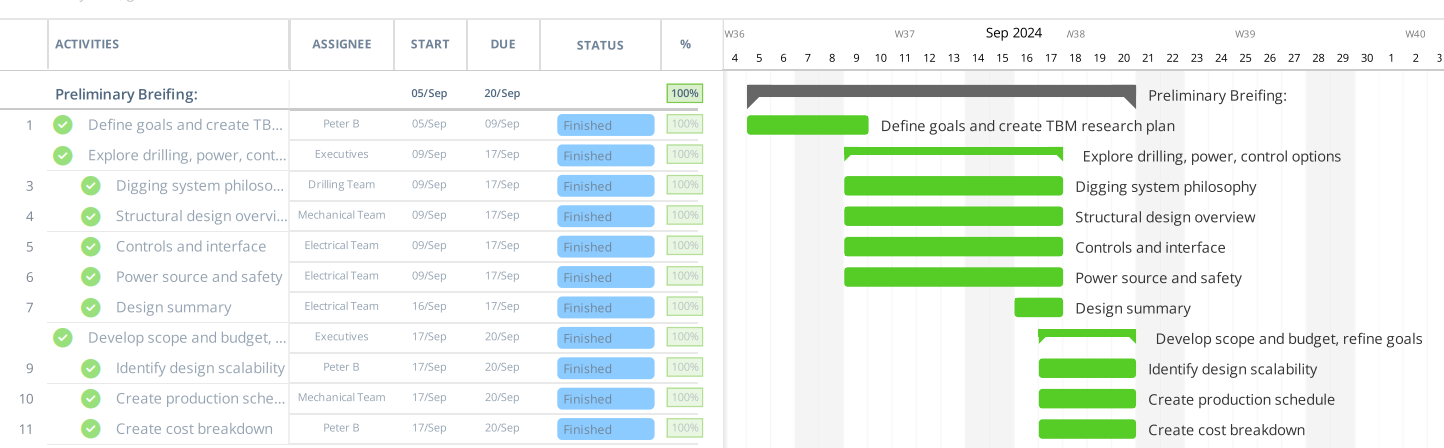 W36 W37 Sep 2024 W38 W39 W40
ACTIVITIES ASSIGNEE START DUE STATUS %
4 5 6 7 8 9 10 11 12 13 14 15 16 17 18 19 20 21 22 23 24 25 26 27 28 29 30 1 2 3
Preliminary Breifing: 05/Sep 20/Sep 100% Preliminary Breifing:
1 Define goals and create TB... Peter B 05/Sep 09/Sep Finished 100% Define goals and create TBM research plan
Explore drilling, power, cont... Executives 09/Sep 17/Sep Finished 100% Explore drilling, power, control options
3 Digging system philoso... Drilling Team 09/Sep 17/Sep Finished 100% Digging system philosophy
4 Structural design overvi... Mechanical Team 09/Sep 17/Sep Finished 100% Structural design overview
5 Controls and interface Electrical Team 09/Sep 17/Sep Finished 100% Controls and interface
6 Power source and safety Electrical Team 09/Sep 17/Sep Finished 100% Power source and safety
7 Design summary Electrical Team 16/Sep 17/Sep Finished 100% Design summary
Develop scope and budget, ... Executives 17/Sep 20/Sep Finished 100% Develop scope and budget, refine goals
9 Identify design scalability Peter B 17/Sep 20/Sep Finished 100% Identify design scalability
10 Create production sche... Mechanical Team 17/Sep 20/Sep Finished 100% Create production schedule
11 Create cost breakdown Peter B 17/Sep 20/Sep Finished 100% Create cost breakdown